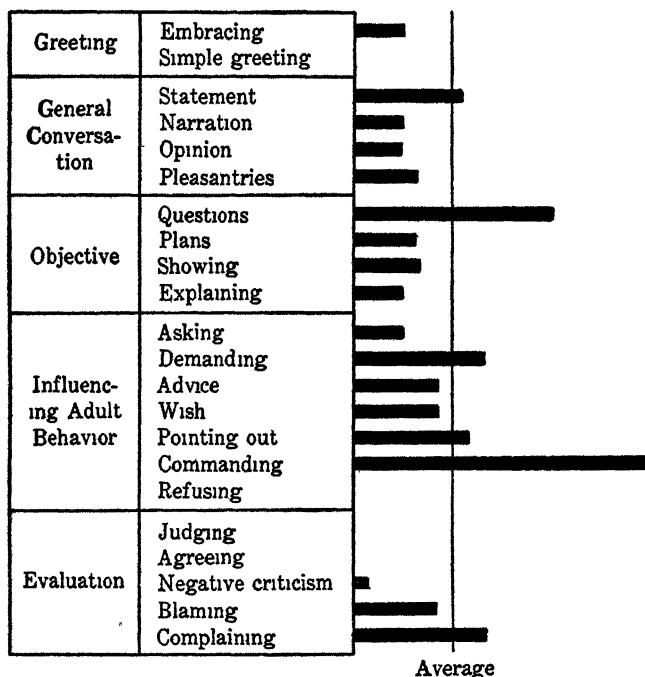 Greeting
Embracing
Simple greeting
General
Conversa-
tion
Statement
Narration
Opinion
Pleasantries
Objective
Questions
Plans
Showing
Explaining
Influenc-
ing Adult
Behavior
Asking
Demanding
Advice
Wish
Pointing out
Commanding
Refusing
Evaluation
Judging
Agreeing
Negative criticism
Blaming
Complaining
Average